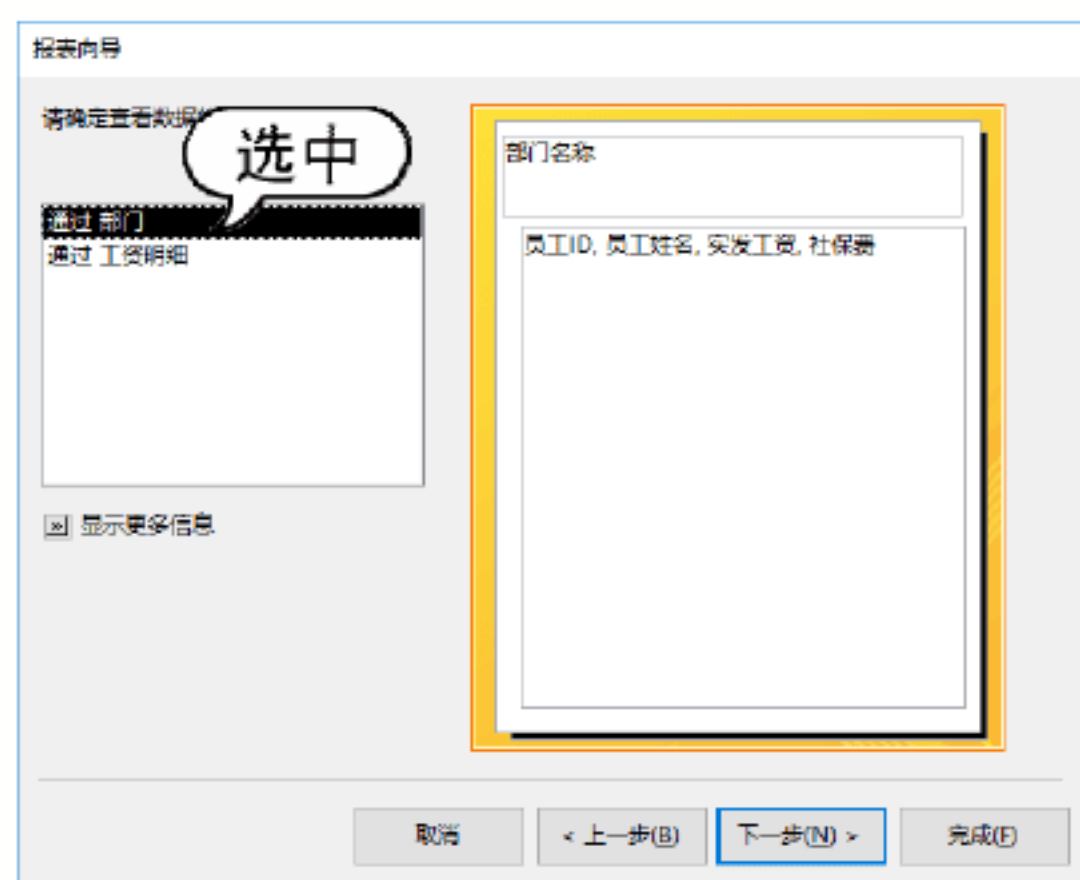 报表向导
请确定查看数据
选中
部门名称
通过 部门
通过 工资明细
员工ID, 员工姓名, 实发工资, 社保费
» 显示更多信息
取消
< 上一步(B)
下一步(N) >
完成(F)